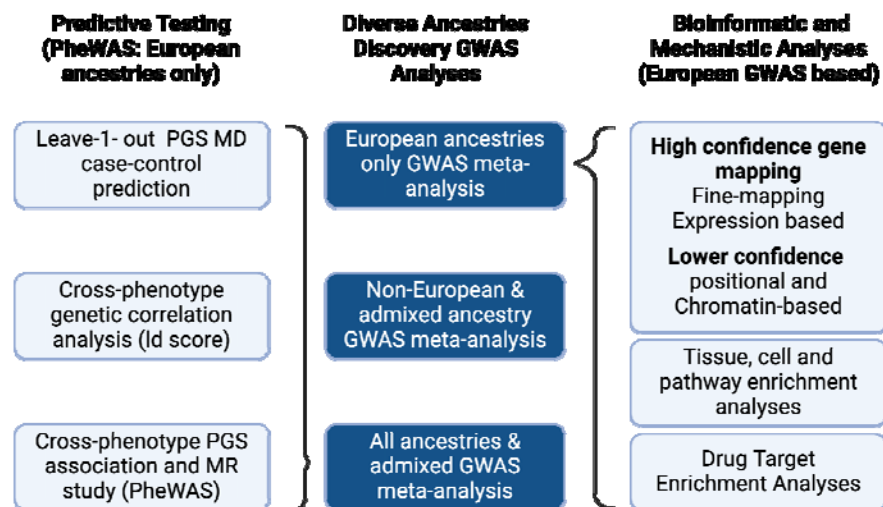 Predictive Testing
(PheWAS: European
ancestries only)
Leave-1- out PGS MD
case-control
prediction
Cross-phenotype
genetic correlation
analysis (ld score)
Cross-phenotype PGS
association and MR
study (PheWAS)
Diverse Ancestries
Discovery GWAS
Analyses
European ancestries
only GWAS meta-
analysis
Non-European &
admixed ancestry
GWAS meta-analysis
All ancestries &
admixed GWAS
meta-analysis
Bioinformatic and
Mechanistic Analyses
(European GWAS based)
High confidence gene
mapping
Fine-mapping
Expression based
Lower confidence
positional and
Chromatin-based
Tissue, cell and
pathway enrichment
analyses
Drug Target
Enrichment Analyses